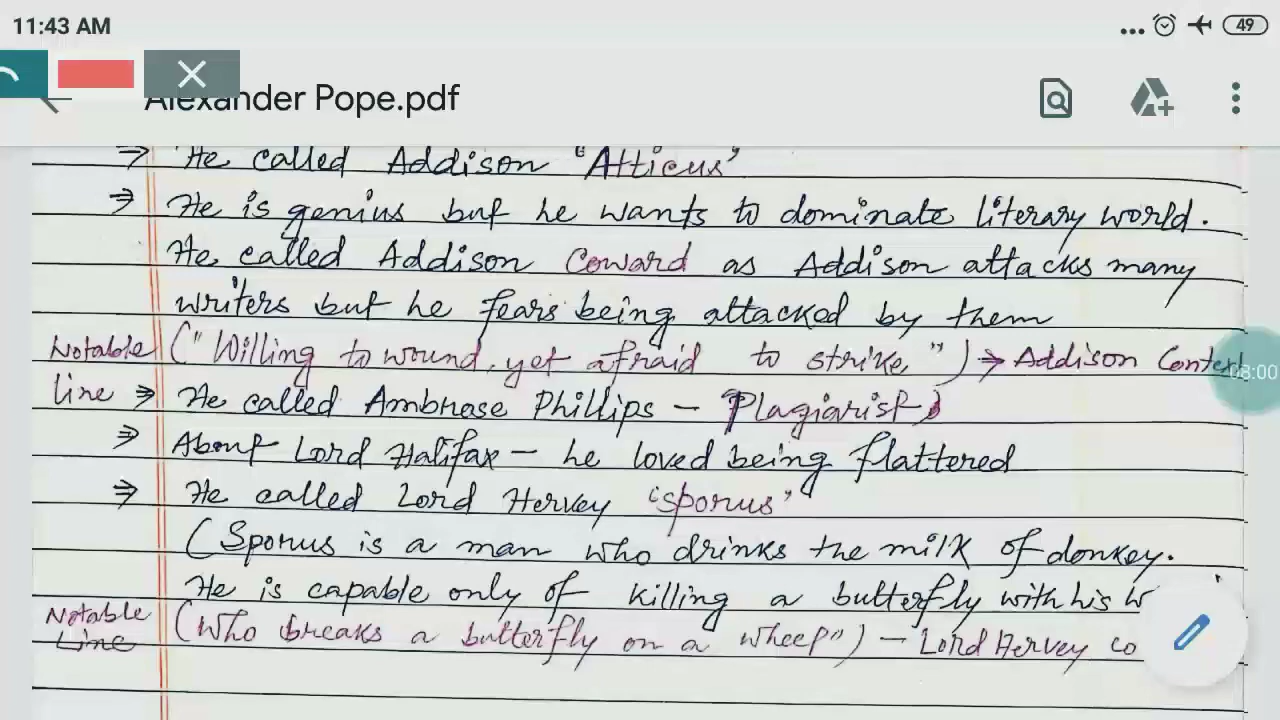 11:43 AM
... 49
Alexander Pope.pdf
⇒ He called Addison "Atticus"
⇒ He is genius but he wants to dominate literary world.
He called Addison Coward as Addison attacks many
writers but he fears being attacked by them
Notable ("Willing to wound, yet afraid to strike,") → Addison Context
08:00
line ⇒ He called Ambrose Phillips – Plagiarist)
⇒ About Lord Halifax – he loved being flattered
⇒ He called Lord Hervey "sporus"
(Sporus is a man who drinks the milk of donkey.
He is capable only of killing a butterfly with his w
Notable (Who breaks a butterfly on a wheel") – Lord Hervey co
Line